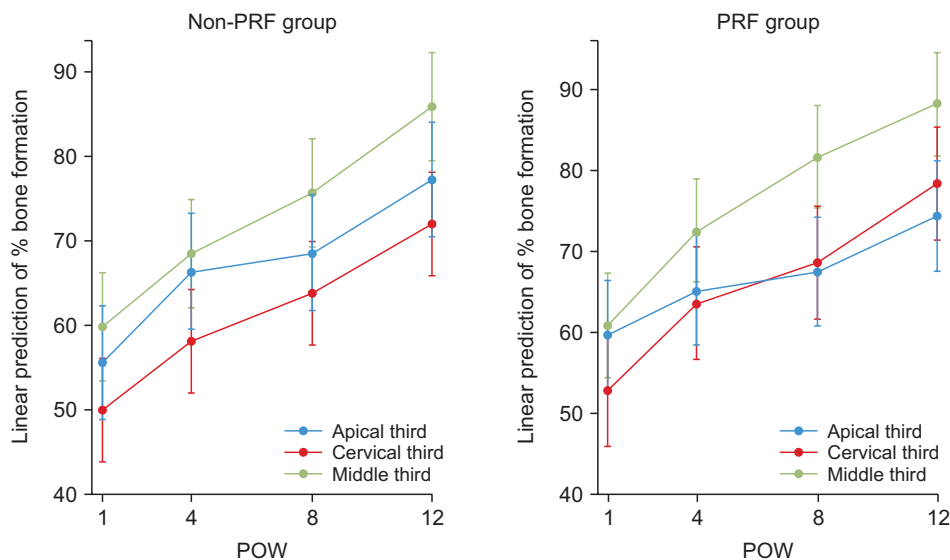 Non-PRF group
Linear prediction of % bone formation
90
80
70
60
50
40
1
4
8
12
POW
Apical third
Cervical third
Middle third
PRF group
Linear prediction of % bone formation
90
80
70
60
50
40
1
4
8
12
POW
Apical third
Cervical third
Middle third